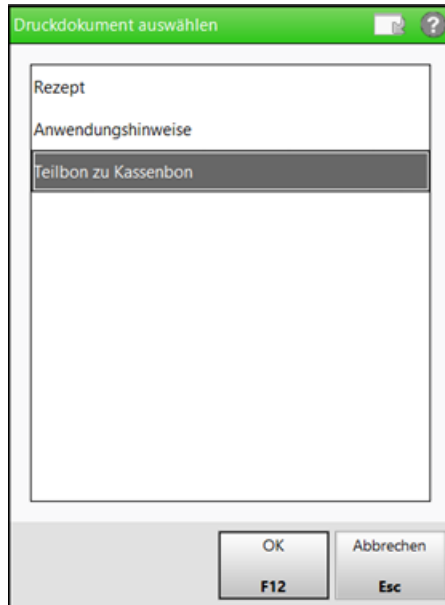 Druckdokument auswählen
Rezept
Anwendungshinweise
Teilbon zu Kassenbon
OK
F12
Abbrechen
Esc